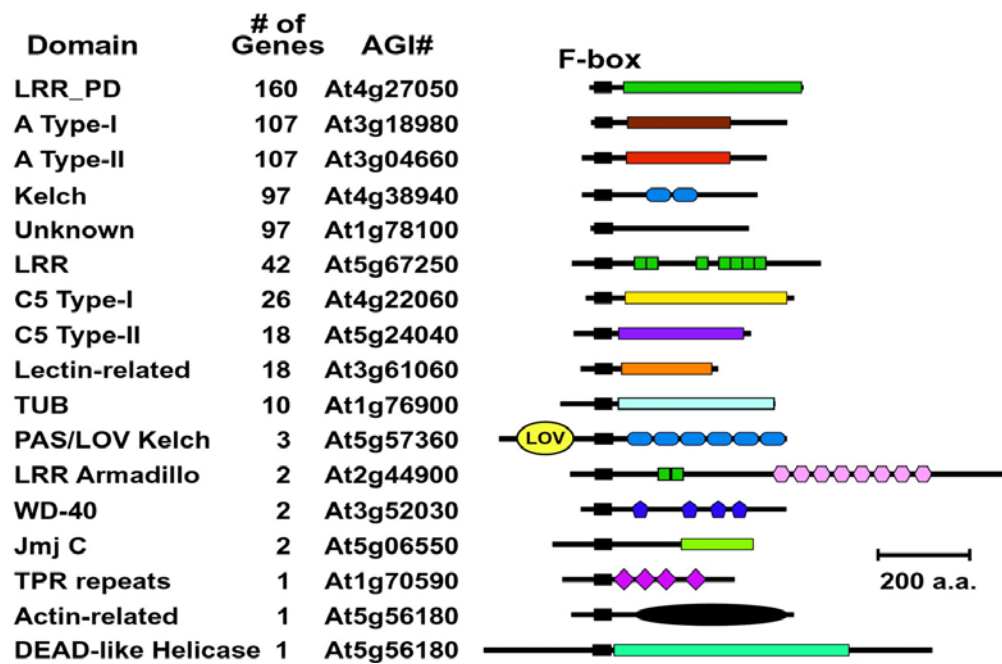 Domain # of Genes AGI# F-box
LRR_PD 160 At4g27050
A Type-I 107 At3g18980
A Type-II 107 At3g04660
Kelch 97 At4g38940
Unknown 97 At1g78100
LRR 42 At5g67250
C5 Type-I 26 At4g22060
C5 Type-II 18 At5g24040
Lectin-related 18 At3g61060
TUB 10 At1g76900
PAS/LOV Kelch 3 At5g57360 LOV
LRR Armadillo 2 At2g44900
WD-40 2 At3g52030
Jmj C 2 At5g06550
TPR repeats 1 At1g70590
200 a.a.
Actin-related 1 At5g56180
DEAD-like Helicase 1 At5g56180